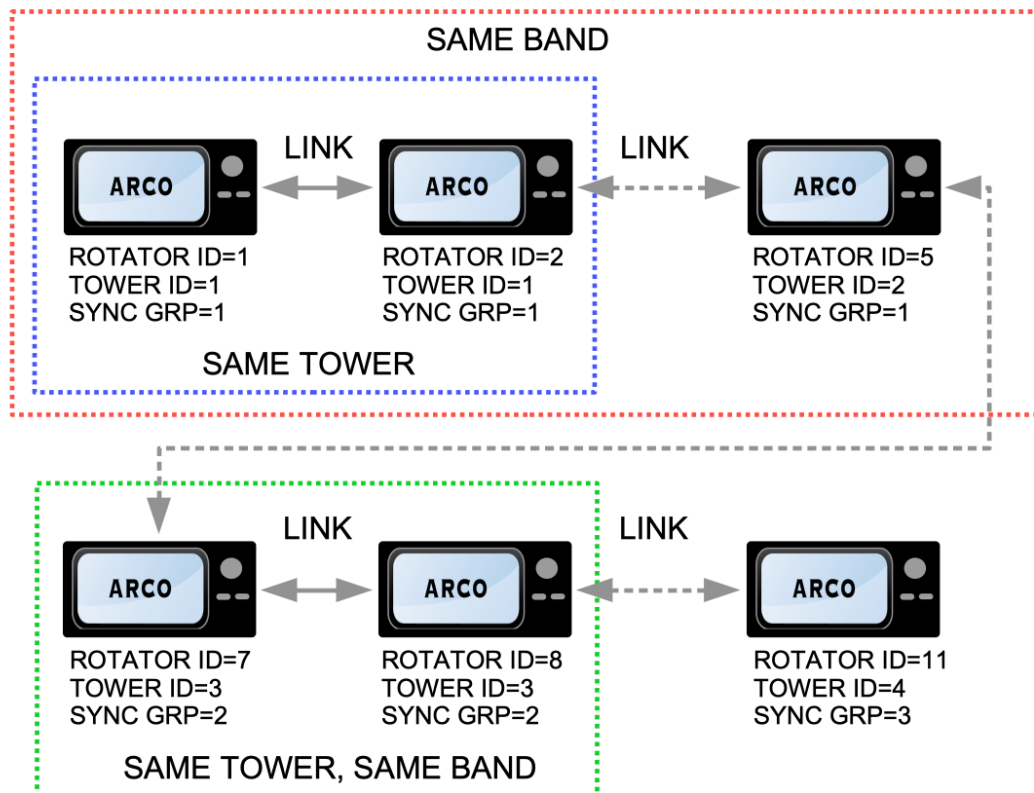 SAME BAND
LINK
LINK
ARCO
ARCO
ARCO
ROTATOR ID=1
TOWER ID=1
SYNC GRP=1
ROTATOR ID=2
TOWER ID=1
SYNC GRP=1
ROTATOR ID=5
TOWER ID=2
SYNC GRP=1
SAME TOWER
LINK
LINK
ARCO
ARCO
ARCO
ROTATOR ID=7
TOWER ID=3
SYNC GRP=2
ROTATOR ID=8
TOWER ID=3
SYNC GRP=2
ROTATOR ID=11
TOWER ID=4
SYNC GRP=3
SAME TOWER, SAME BAND